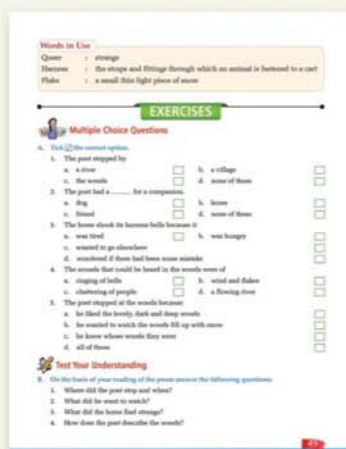 Words in Use
Queer : strange
Harness : the straps and fittings through which an animal is fastened to a cart
Flake : a small thin light piece of snow
EXERCISES
Multiple Choice Questions
A. Tick the correct option.
1. The poet stopped by
a. a river b. a village
c. the woods d. none of these
2. The poet had a ........ for a companion.
a. dog b. horse
c. friend d. none of these
3. The horse shook its harness bells because it
a. was tired b. was hungry
c. wanted to go elsewhere
d. wondered if there had been some mistake
4. The sounds that could be heard in the woods were of
a. ringing of bells b. wind and flakes
c. chattering of people d. a flowing river
5. The poet stopped at the woods because
a. he liked the lovely, dark and deep woods
b. he wanted to watch the woods fill up with snow
c. he knew whose woods they were
d. all of these
Test Your Understanding
B. On the basis of your reading of the poem answer the following questions:
1. Where did the poet stop and when?
2. What did he want to watch?
3. What did the horse find strange?
4. How does the poet describe the woods?
49